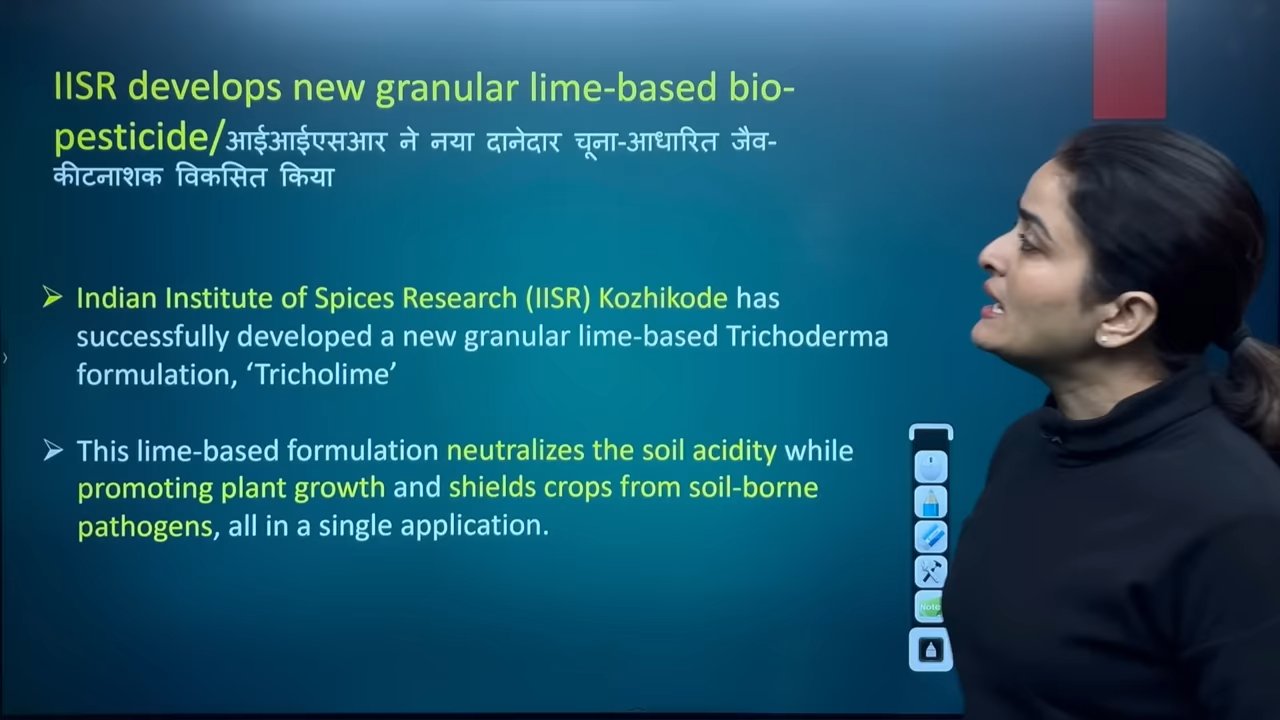 IISR develops new granular lime-based bio-
pesticide/आईआईएसआर ने नया दानेदार चूना-आधारित जैव-
कीटनाशक विकसित किया
➢ Indian Institute of Spices Research (IISR) Kozhikode has
successfully developed a new granular lime-based Trichoderma
formulation, ‘Tricholime’
➢ This lime-based formulation neutralizes the soil acidity while
promoting plant growth and shields crops from soil-borne
pathogens, all in a single application.
Note